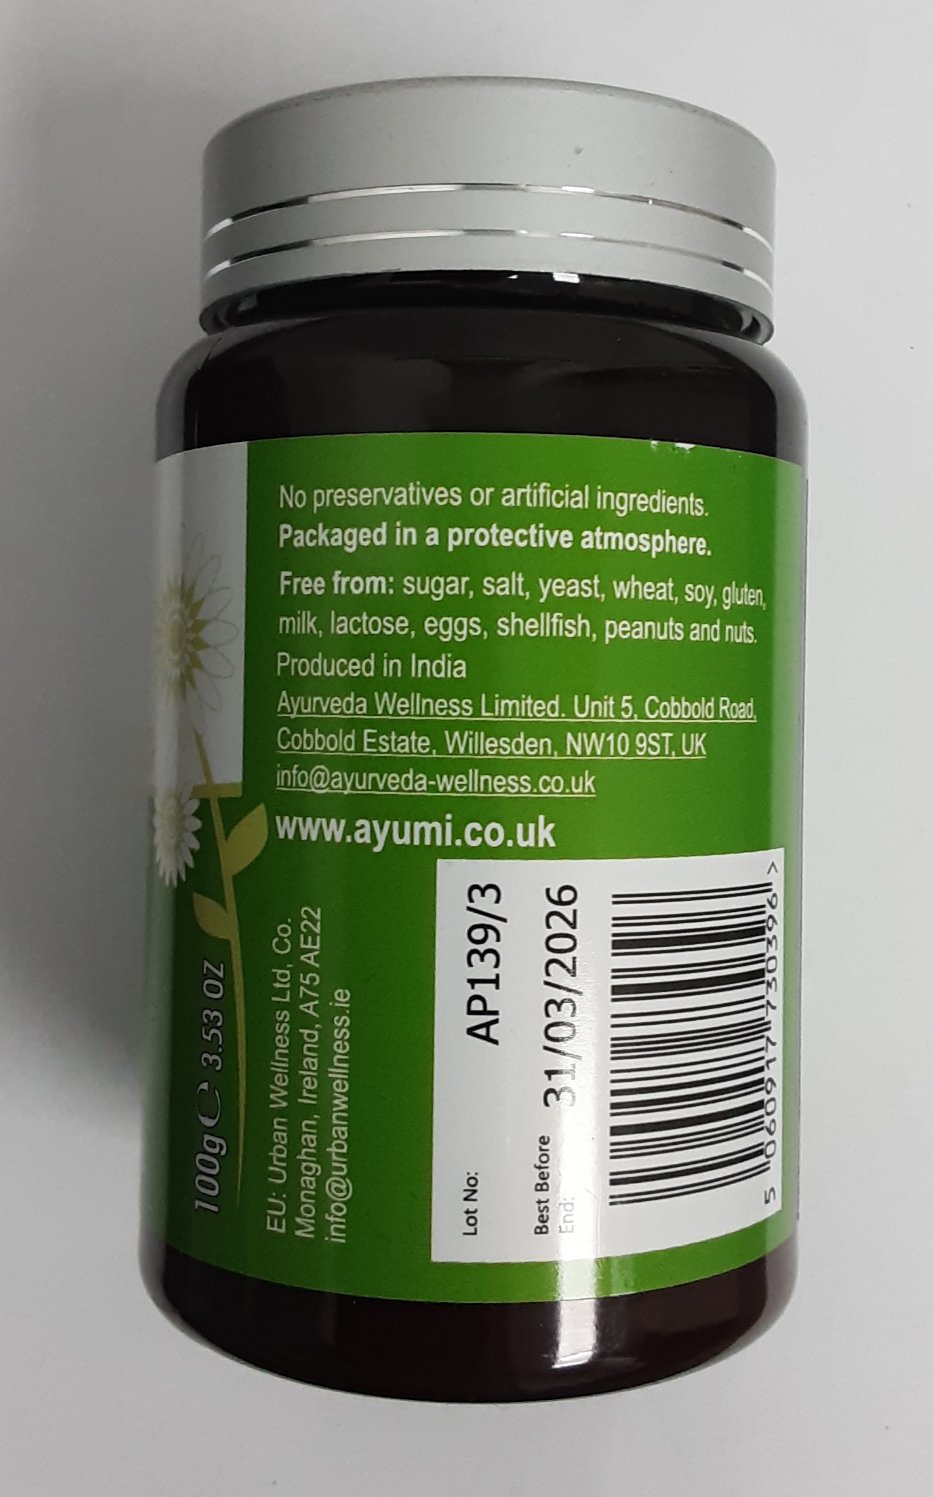 No preservatives or artificial ingredients.
Packaged in a protective atmosphere.
Free from: sugar, salt, yeast, wheat, soy, gluten,
milk, lactose, eggs, shellfish, peanuts and nuts.
Produced in India
Ayurveda Wellness Limited. Unit 5, Cobbold Road,
Cobbold Estate, Willesden, NW10 9ST, UK
info@ayurveda-wellness.co.uk
www.ayumi.co.uk
100g e 3.53 OZ
EU: Urban Wellness Ltd, Co.
Monaghan, Ireland, A75 AE22
info@urbanwellness.ie
Lot No: AP139/3
Best Before 31/03/2026
End:
5 060917 730396 >